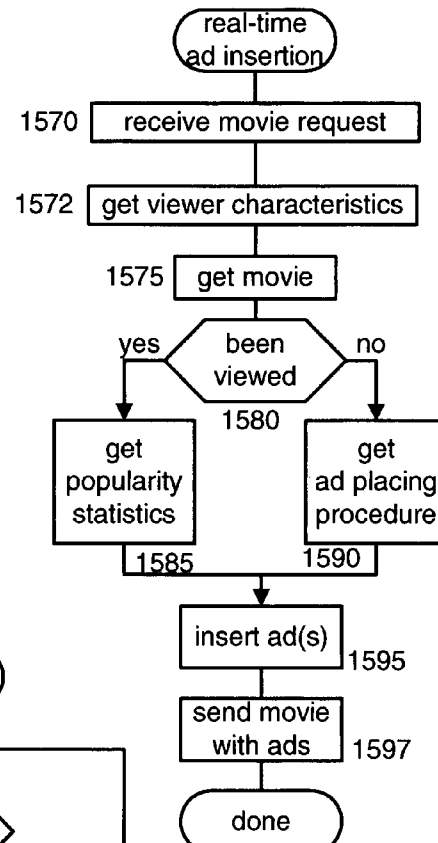 real-time
ad insertion
1570 receive movie request
1572 get viewer characteristics
1575 get movie
yes been no
viewed
1580
get
popularity
statistics
1585
get
ad placing
procedure
1590
insert ad(s)
1595
send movie
with ads
1597
done